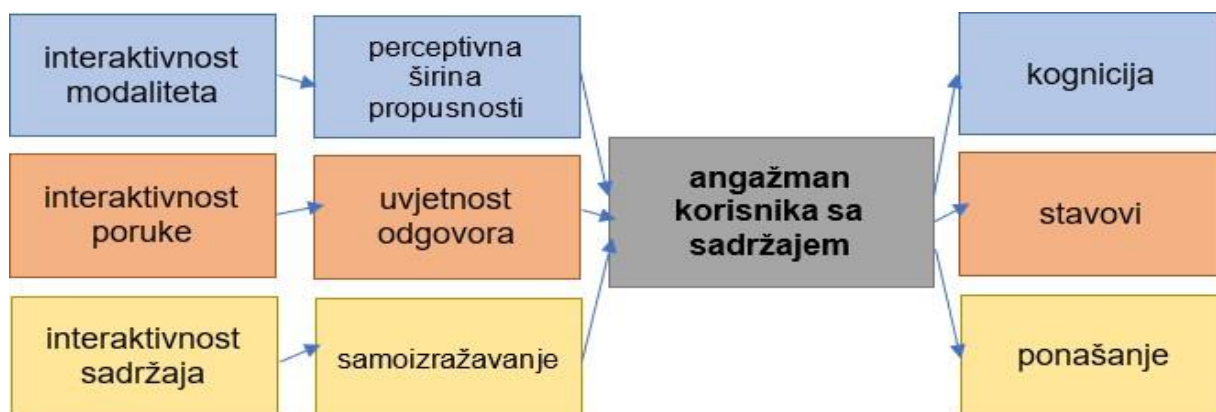 interaktivnost
modaliteta
perceptivna
širina
propusnosti
kognicija
interaktivnost
poruke
uvjetnost
odgovora
angažman
korisnika sa
sadržajem
stavovi
interaktivnost
sadržaja
samoizražavanje
ponašanje